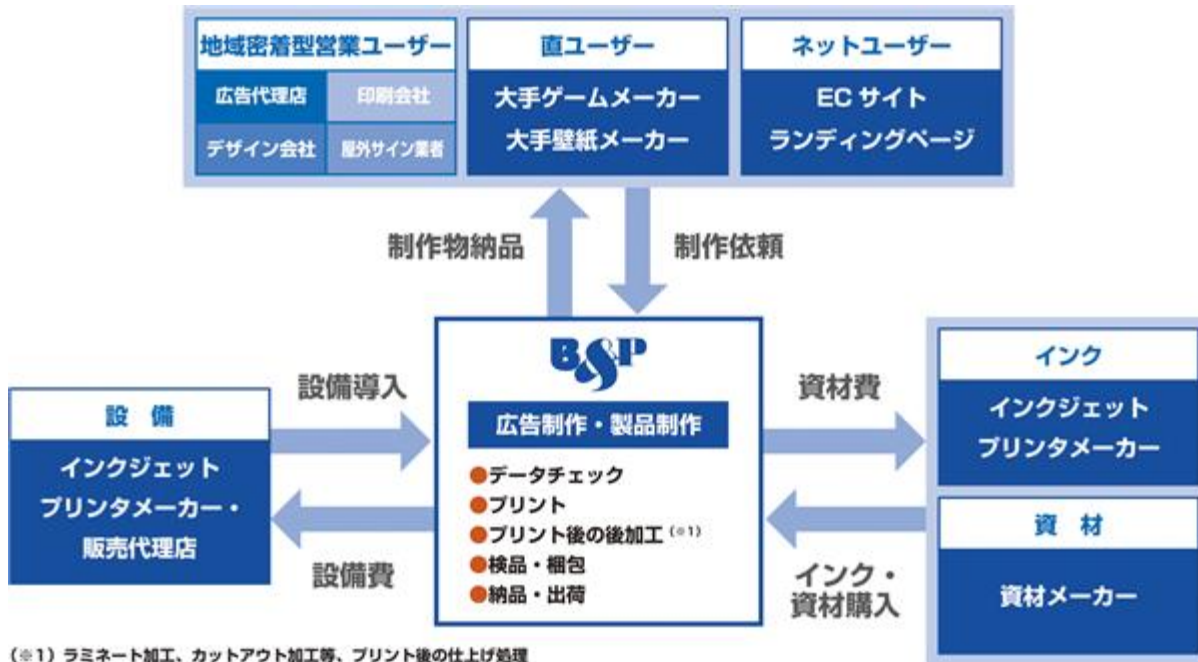 地域密着型営業ユーザー
広告代理店
印刷会社
デザイン会社
屋外サイン業者
直ユーザー
大手ゲームメーカー
大手壁紙メーカー
ネットユーザー
ECサイト
ランディングページ
制作物納品
制作依頼
設備
インクジェット
プリンタメーカー・
販売代理店
設備導入
設備費
B&P
広告制作・製品制作
●データチェック
●プリント
●プリント後の後加工(※1)
●検品・梱包
●納品・出荷
資材費
インク・
資材購入
インク
インクジェット
プリンタメーカー
資材
資材メーカー
(※1)ラミネート加工、カットアウト加工等、プリント後の仕上げ処理